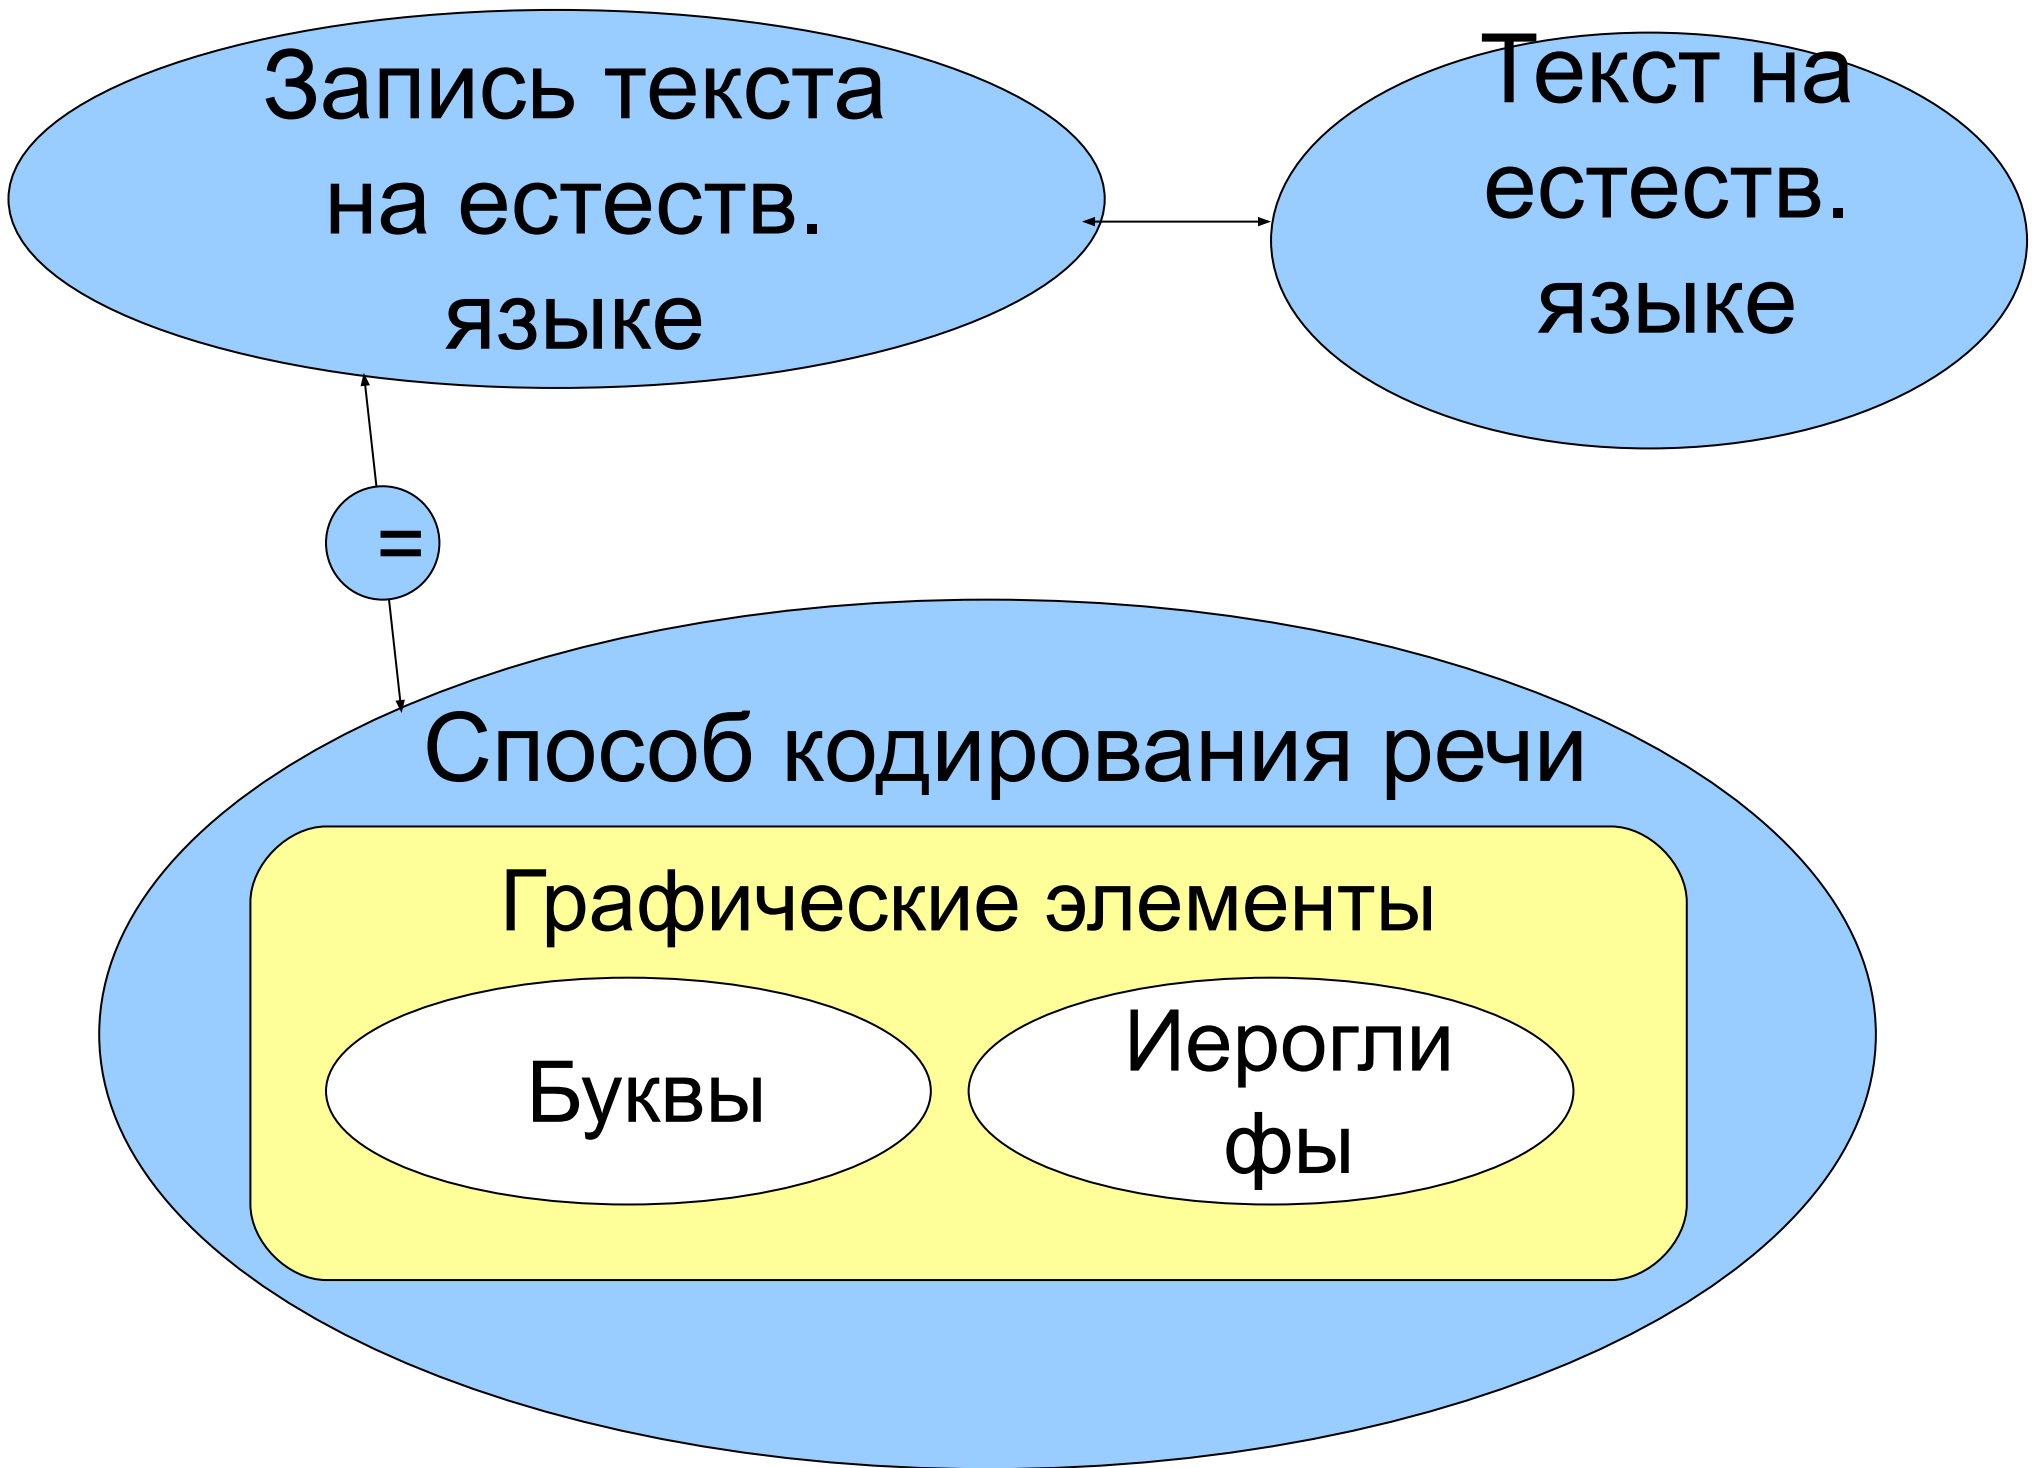 Запись текста
на естеств.
языке
Текст на
естеств.
языке
=
Способ кодирования речи
Графические элементы
Буквы
Иерогли
фы